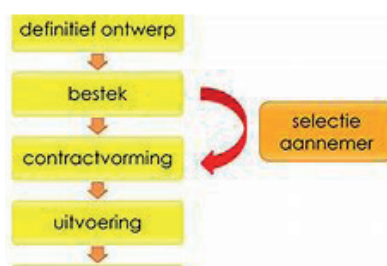 definitief ontwerp
bestek
selectie
aannemer
contractvorming
uitvoering